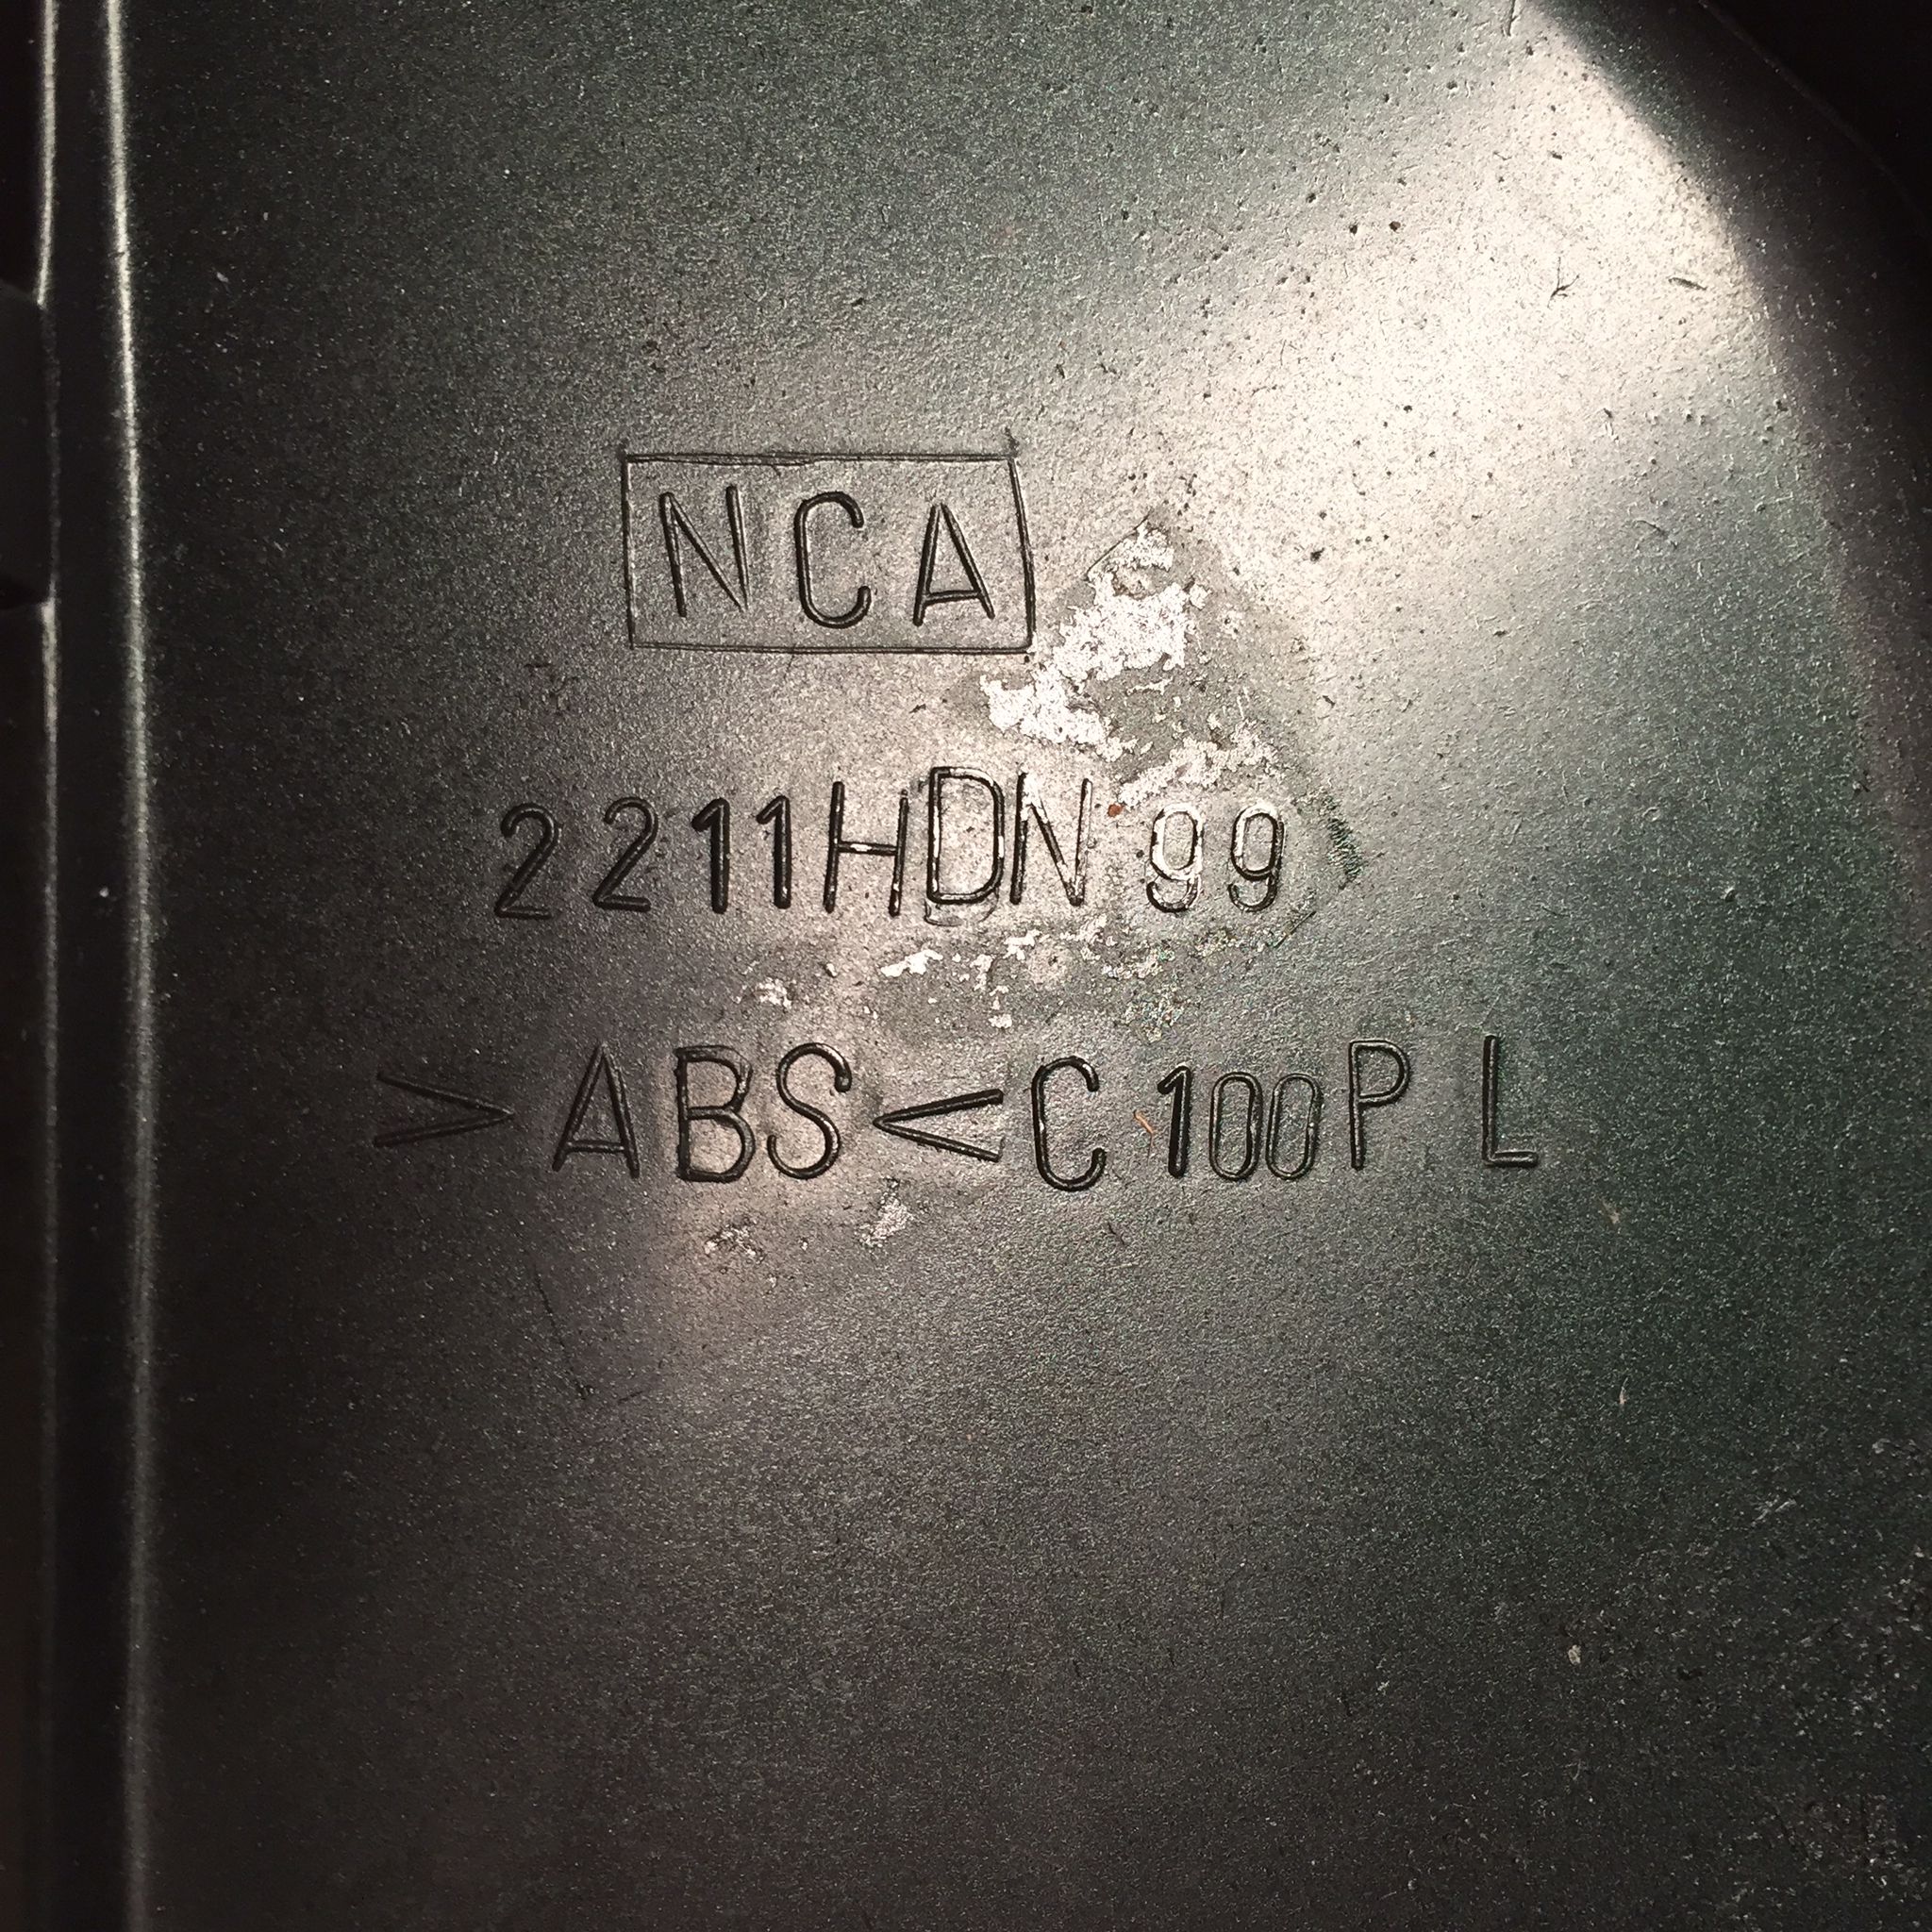 NCA
2211HDN 99
>ABS<C 100P L